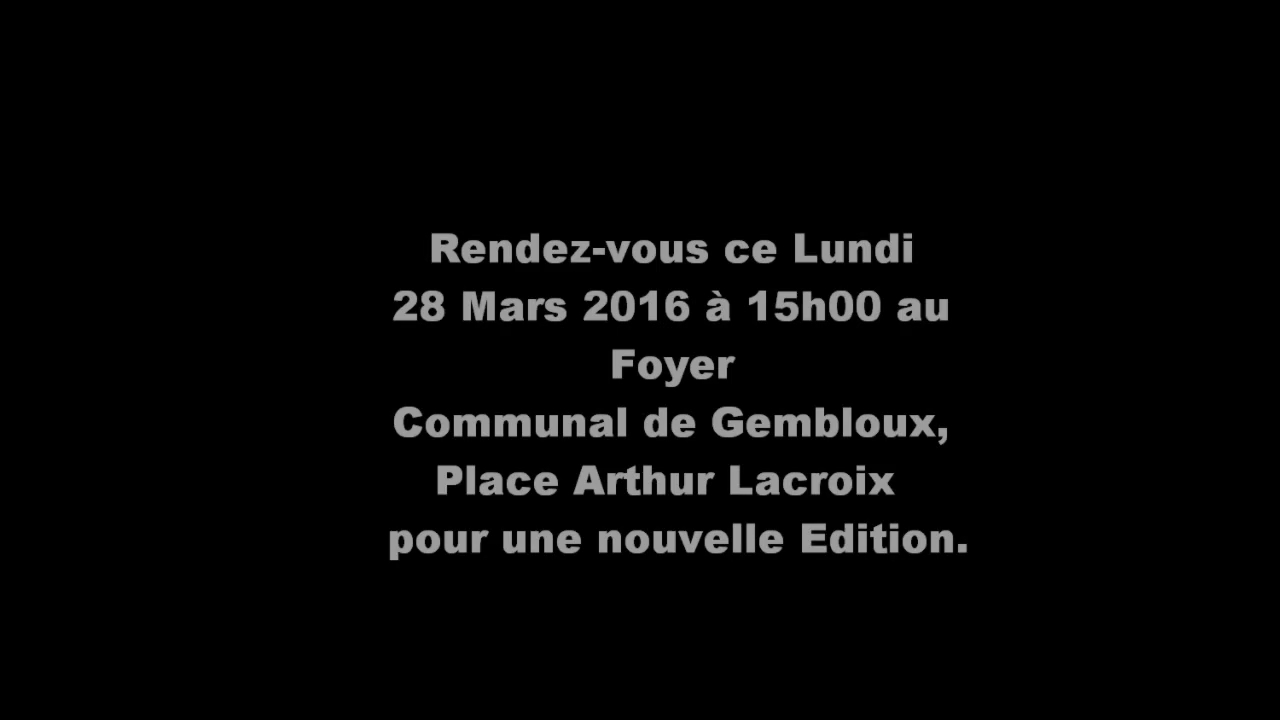 Rendez-vous ce Lundi
28 Mars 2016 à 15h00 au
Foyer
Communal de Gembloux,
Place Arthur Lacroix
pour une nouvelle Edition.